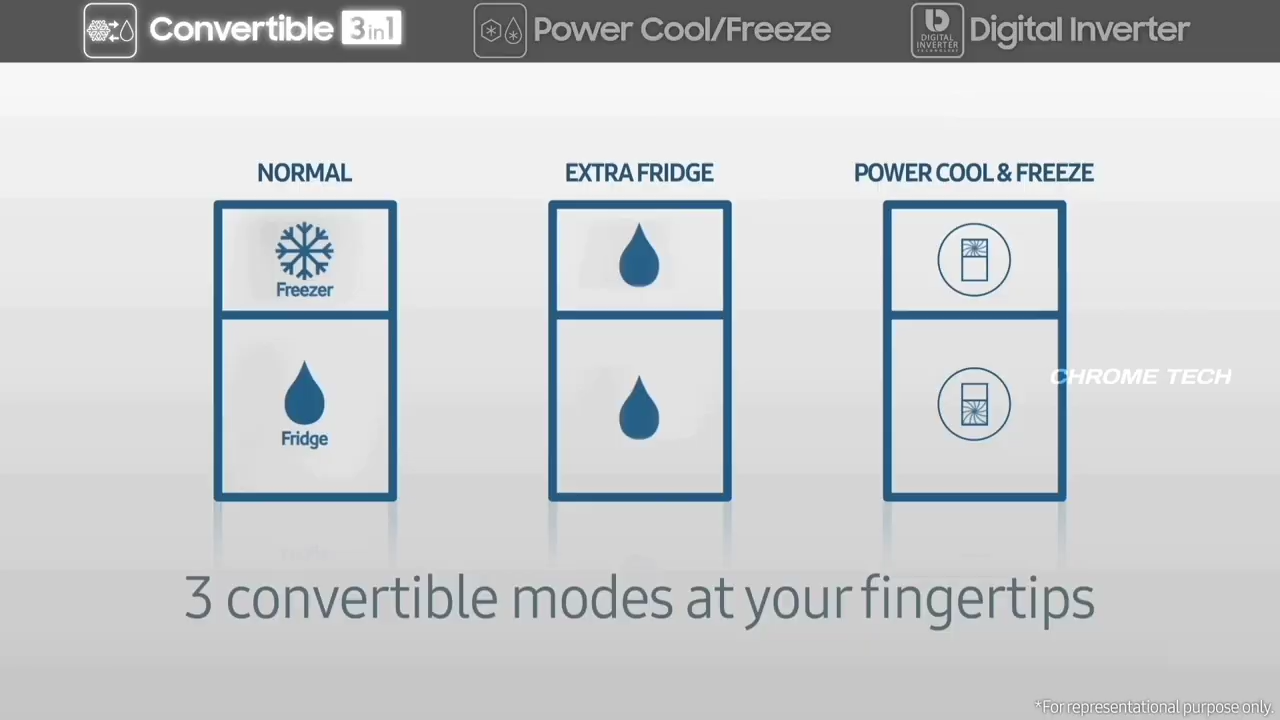 Convertible 3in1
Power Cool/Freeze
DIGITAL
INVERTER
TECHNOLOGY
Digital Inverter
NORMAL
EXTRA FRIDGE
POWER COOL & FREEZE
Freezer
Fridge
CHROME TECH
3 convertible modes at your fingertips
*For representational purpose only.